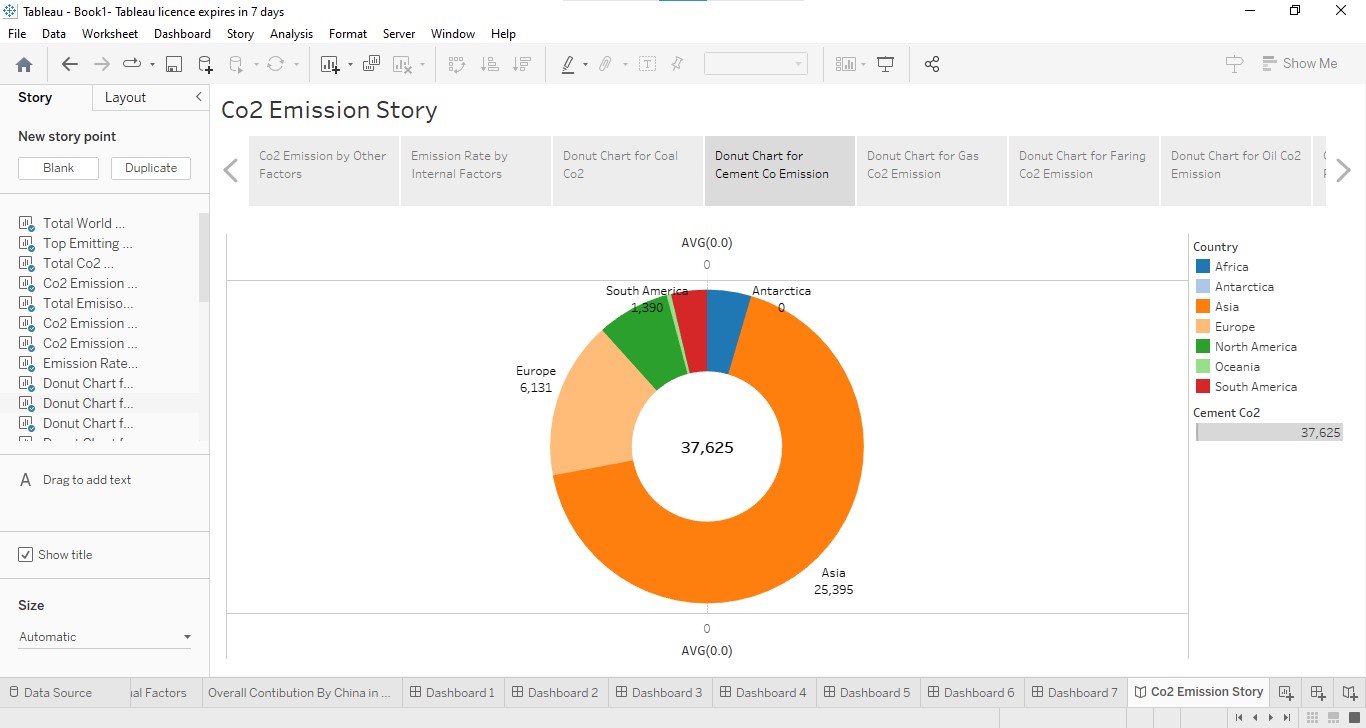 Tableau - Book1- Tableau licence expires in 7 days
File Data Worksheet Dashboard Story Analysis Format Server Window Help
Show Me
Story Layout
New story point
Blank Duplicate
Total World ...
Top Emitting ...
Total Co2 ...
Co2 Emission ...
Total Emisiso...
Co2 Emission ...
Co2 Emission ...
Emission Rate...
Donut Chart f...
Donut Chart f...
Donut Chart f...
A Drag to add text
Show title
Size
Automatic
Co2 Emission Story
Co2 Emission by Other
Factors
Emission Rate by
Internal Factors
Donut Chart for Coal
Co2
Donut Chart for
Cement Co Emission
Donut Chart for Gas
Co2 Emission
Donut Chart for Faring
Co2 Emission
Donut Chart for Oil Co2
Emission
AVG(0.0)
0
South America
1,390
Antarctica
0
Europe
6,131
37,625
Asia
25,395
0
AVG(0.0)
Country
Africa
Antarctica
Asia
Europe
North America
Oceania
South America
Cement Co2
37,625
Data Source al Factors Overall Contibution By China in ... Dashboard 1 Dashboard 2 Dashboard 3 Dashboard 4 Dashboard 5 Dashboard 6 Dashboard 7 Co2 Emission Story